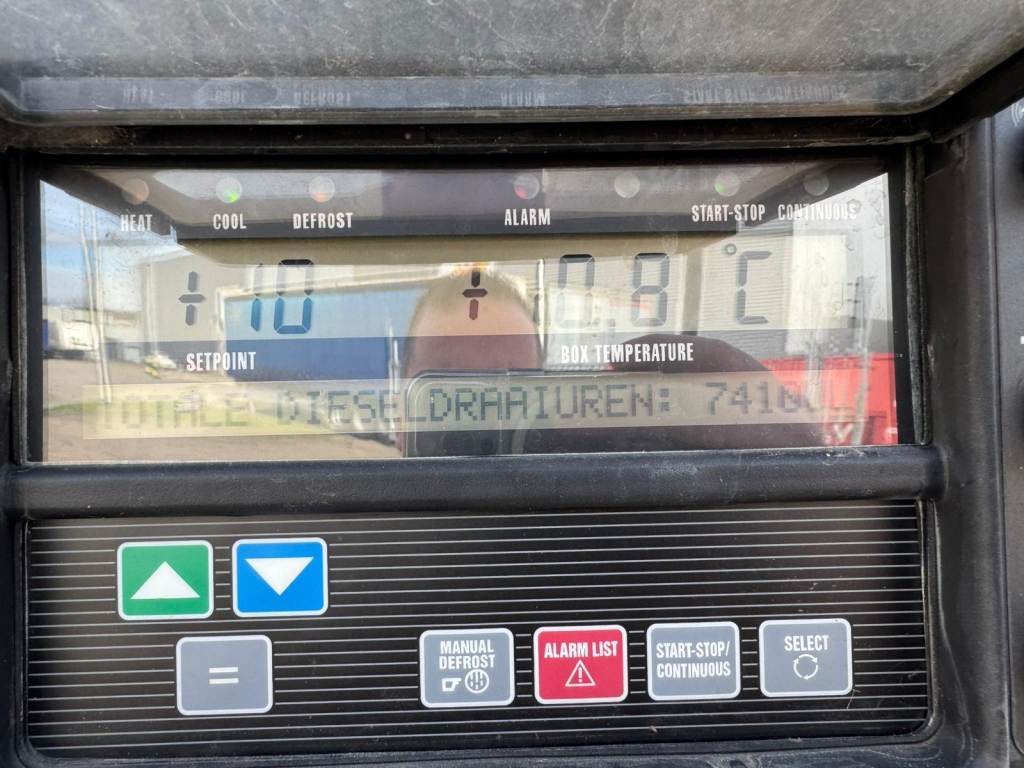 HEAT COOL DEFROST ALARM START-STOP CONTINUOUS
+10 +0.8 °C
SETPOINT BOX TEMPERATURE
TOTALE DIESELDRAAIUREN:
MANUAL DEFROST
ALARM LIST
START-STOP/
CONTINUOUS
SELECT
=